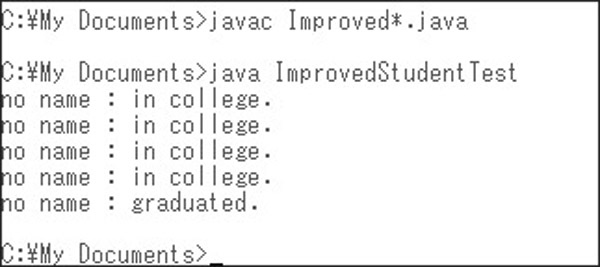 C:¥My Documents>javac Improved*.java
C:¥My Documents>java ImprovedStudentTest
no name : in college.
no name : in college.
no name : in college.
no name : in college.
no name : graduated.
C:¥My Documents>_